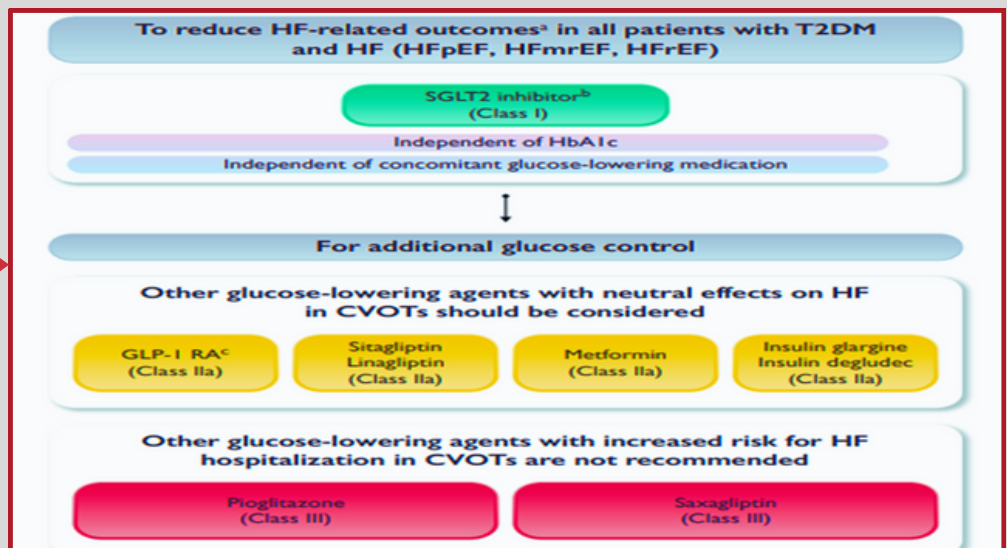 To reduce HF-related outcomesᵃ in all patients with T2DM
and HF (HFpEF, HFmrEF, HFrEF)
SGLT2 inhibitorᵇ
(Class I)
Independent of HbA1c
Independent of concomitant glucose-lowering medication
For additional glucose control
Other glucose-lowering agents with neutral effects on HF
in CVOTs should be considered
GLP-1 RAᶜ
(Class IIa)
Sitagliptin
Linagliptin
(Class IIa)
Metformin
(Class IIa)
Insulin glargine
Insulin degludec
(Class IIa)
Other glucose-lowering agents with increased risk for HF
hospitalization in CVOTs are not recommended
Pioglitazone
(Class III)
Saxagliptin
(Class III)